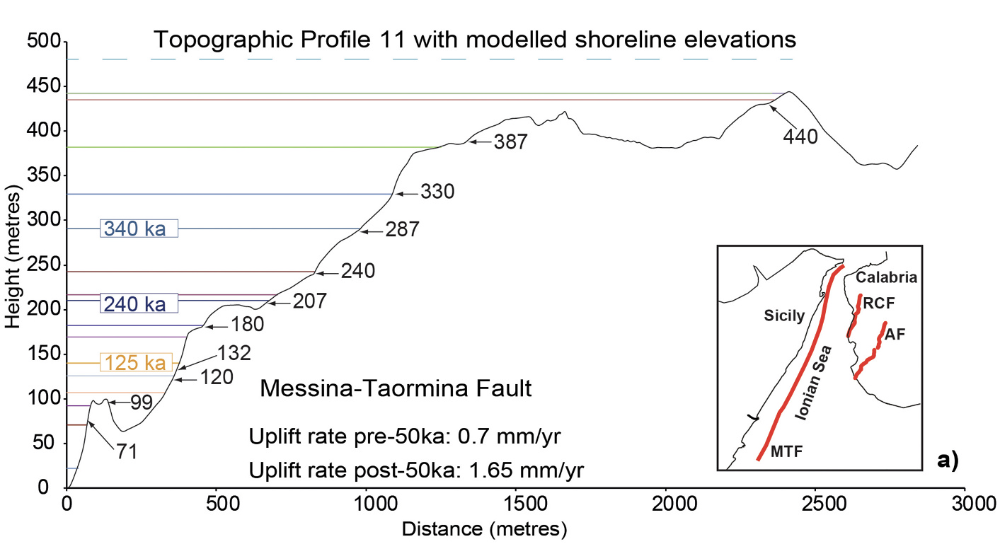 Topographic Profile 11 with modelled shoreline elevations
500
450
400
350
300
250
200
150
100
50
0
Height (metres)
0
500
1000
1500
2000
2500
3000
Distance (metres)
440
387
330
340 ka
287
240
240 ka
207
180
125 ka
132
120
99
71
Messina-Taormina Fault
Uplift rate pre-50ka: 0.7 mm/yr
Uplift rate post-50ka: 1.65 mm/yr
Calabria
RCF
Sicily
AF
Ionian Sea
MTF
a)